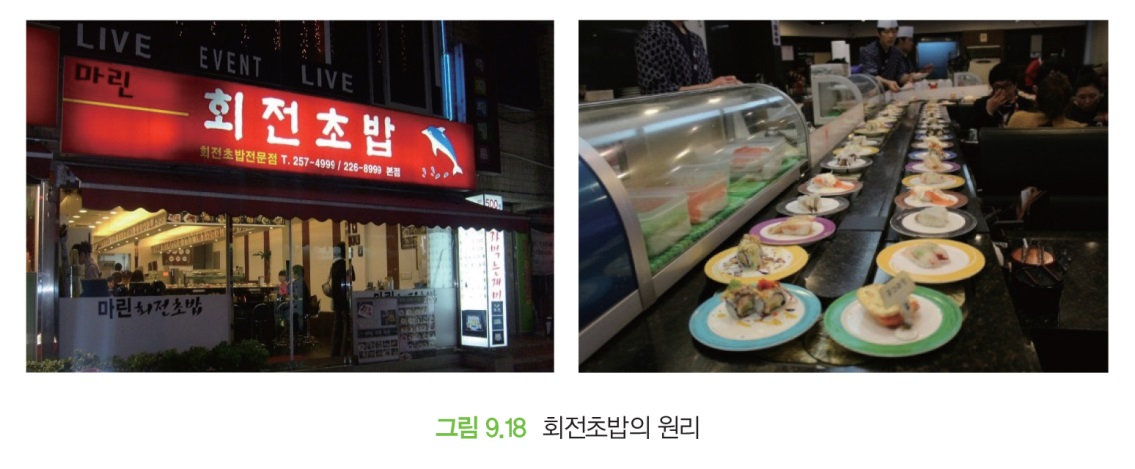 LIVE EVENT LIVE
마린
회전초밥
회전초밥전문점 T. 257-4999 / 226-8999 본점
500
마린회전초밥
그림 9.18 회전초밥의 원리